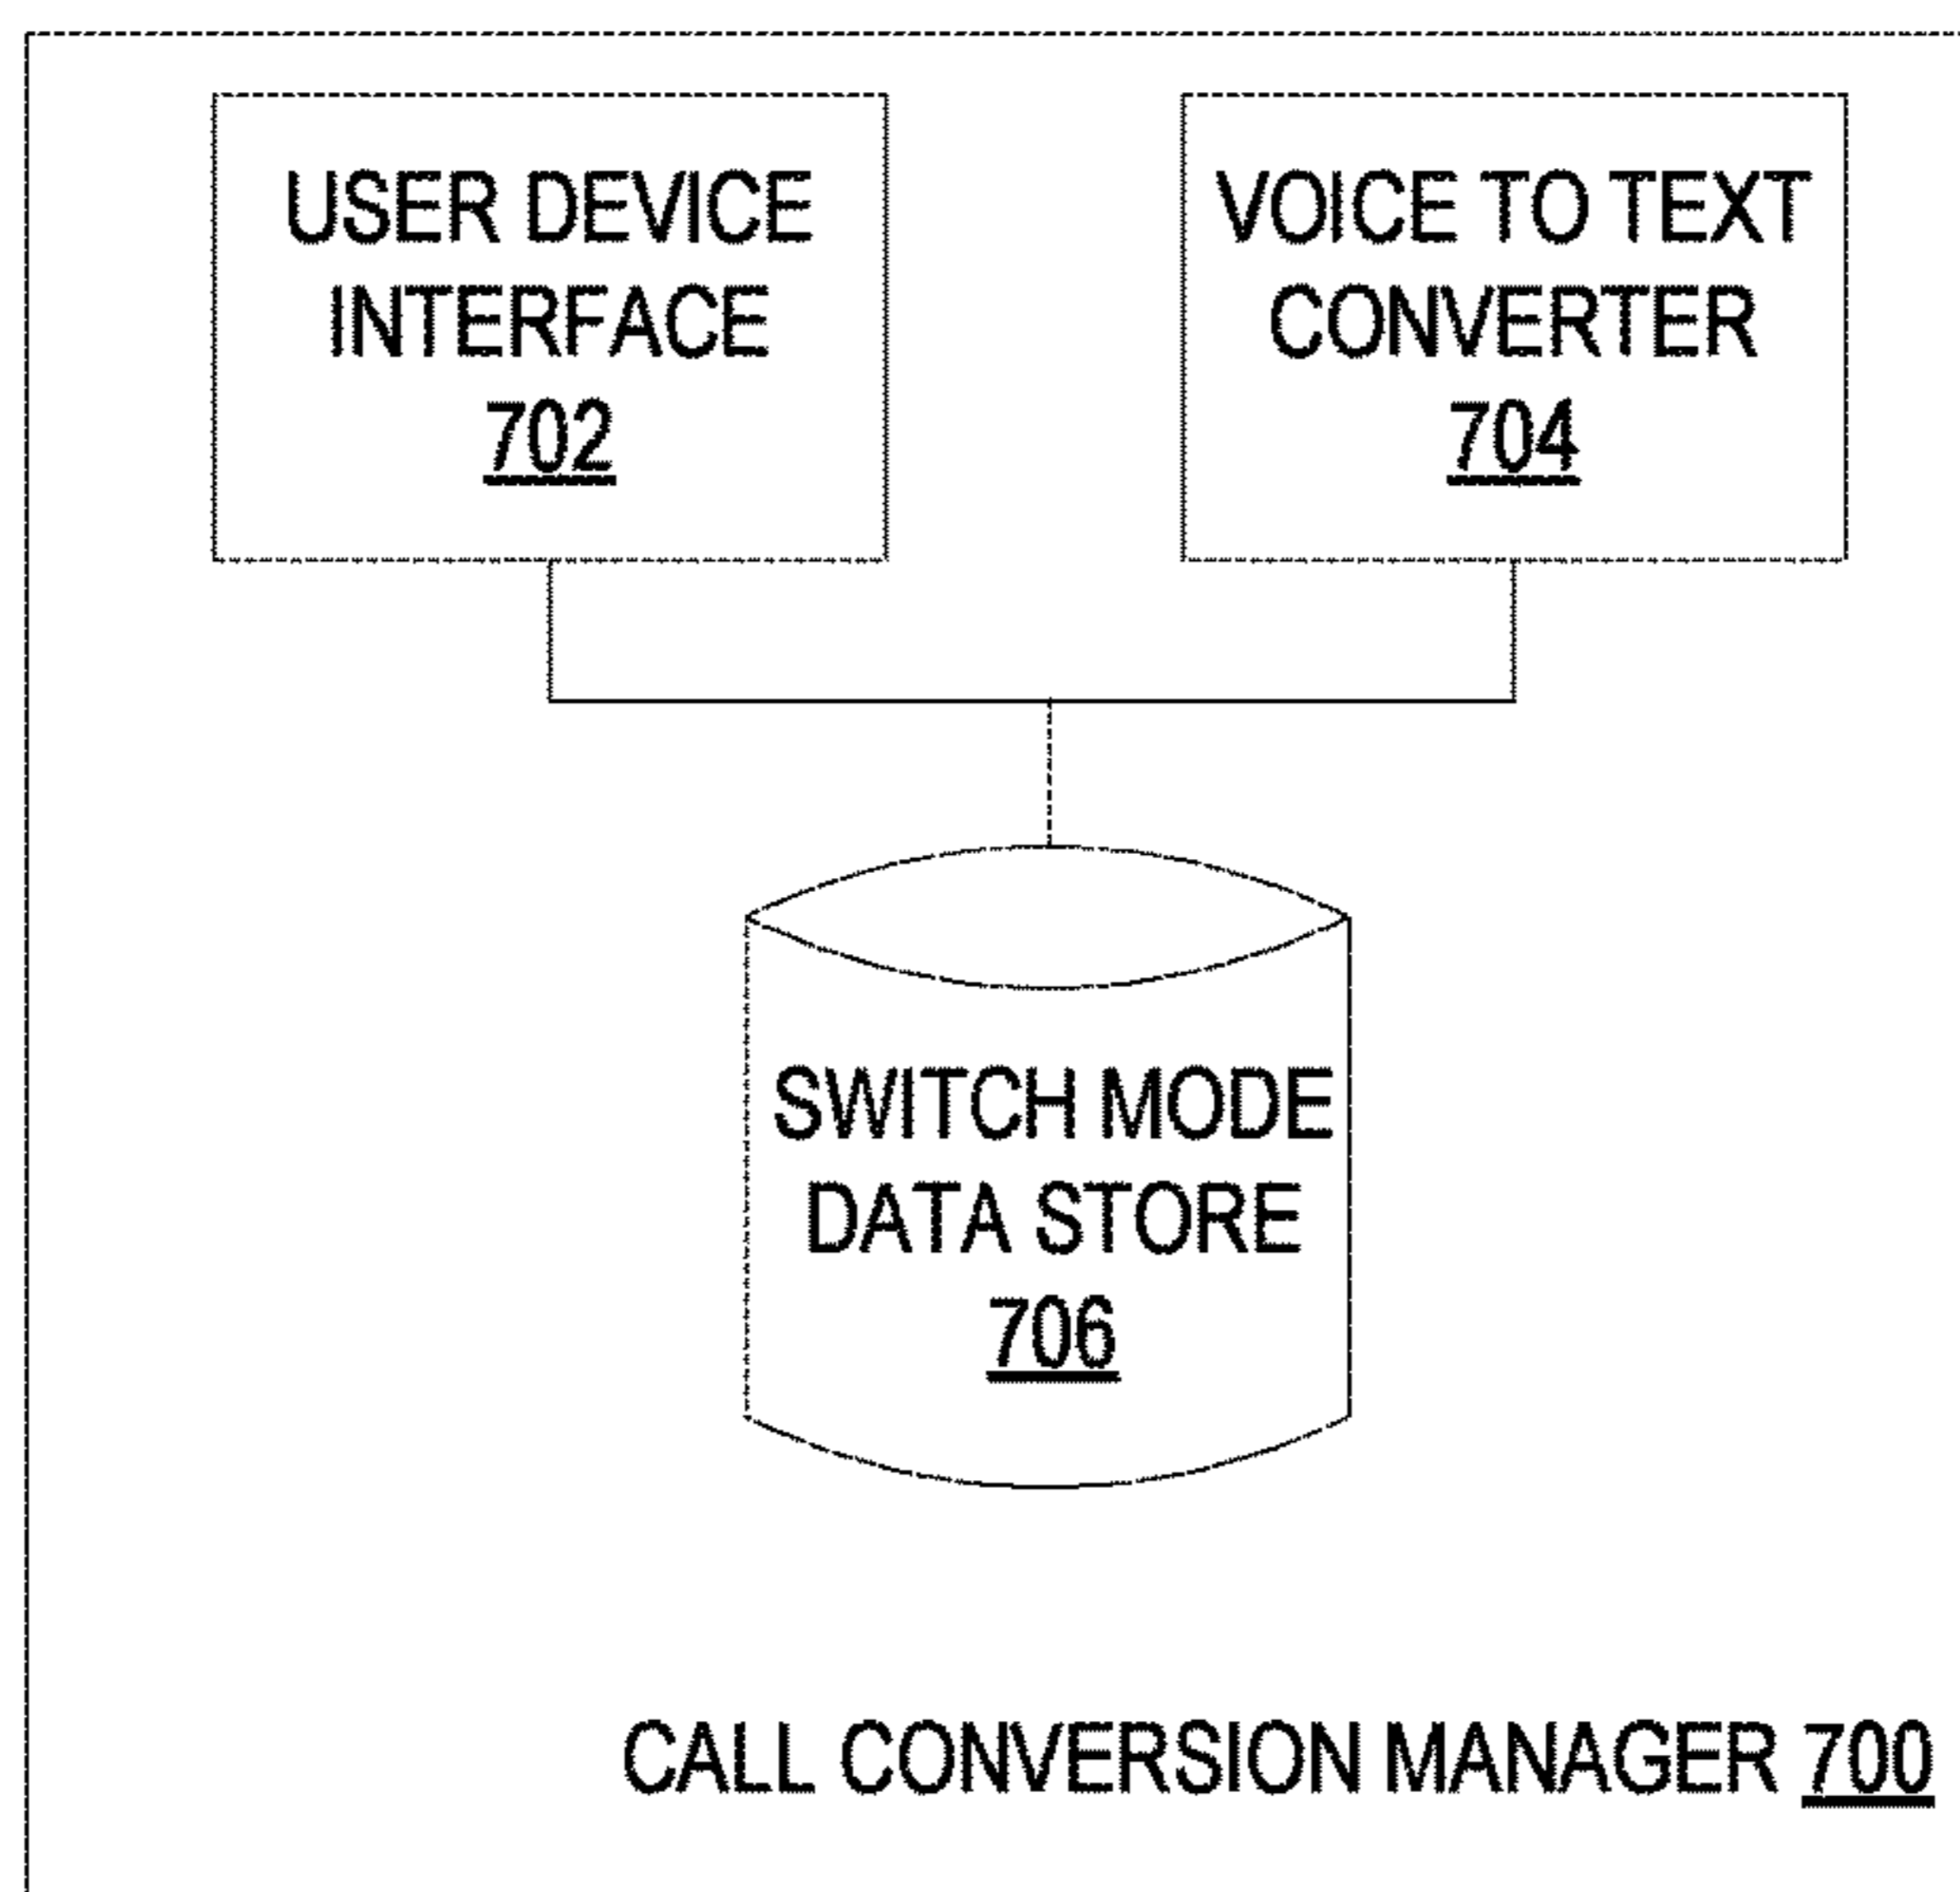 USER DEVICE
INTERFACE
702
VOICE TO TEXT
CONVERTER
704
SWITCH MODE
DATA STORE
706
CALL CONVERSION MANAGER 700